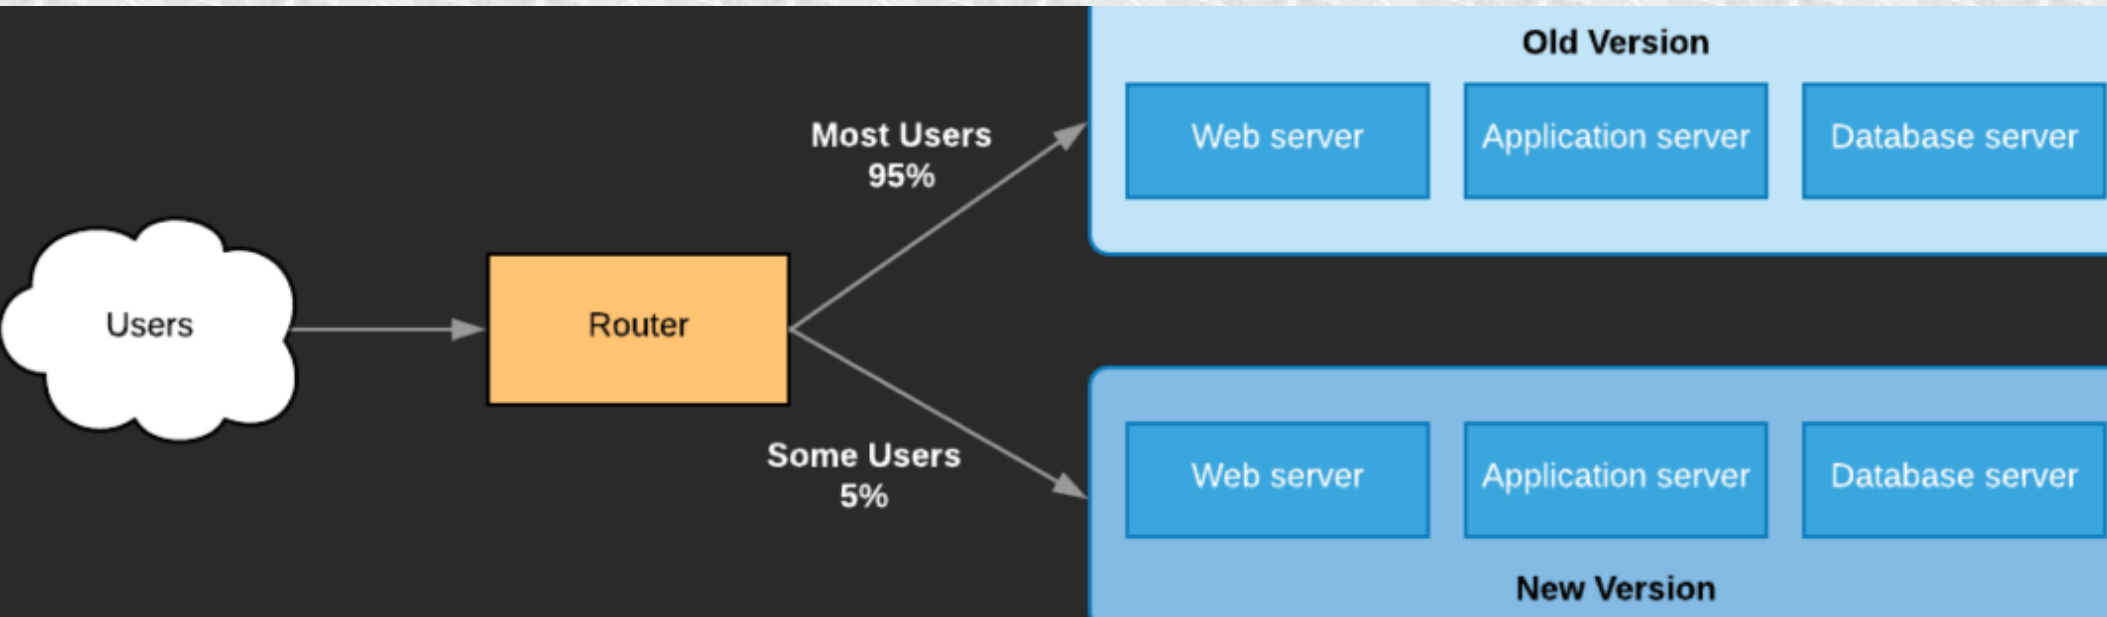 Old Version
Web server
Application server
Database server
Most Users
95%
Users
Router
Some Users
5%
Web server
Application server
Database server
New Version